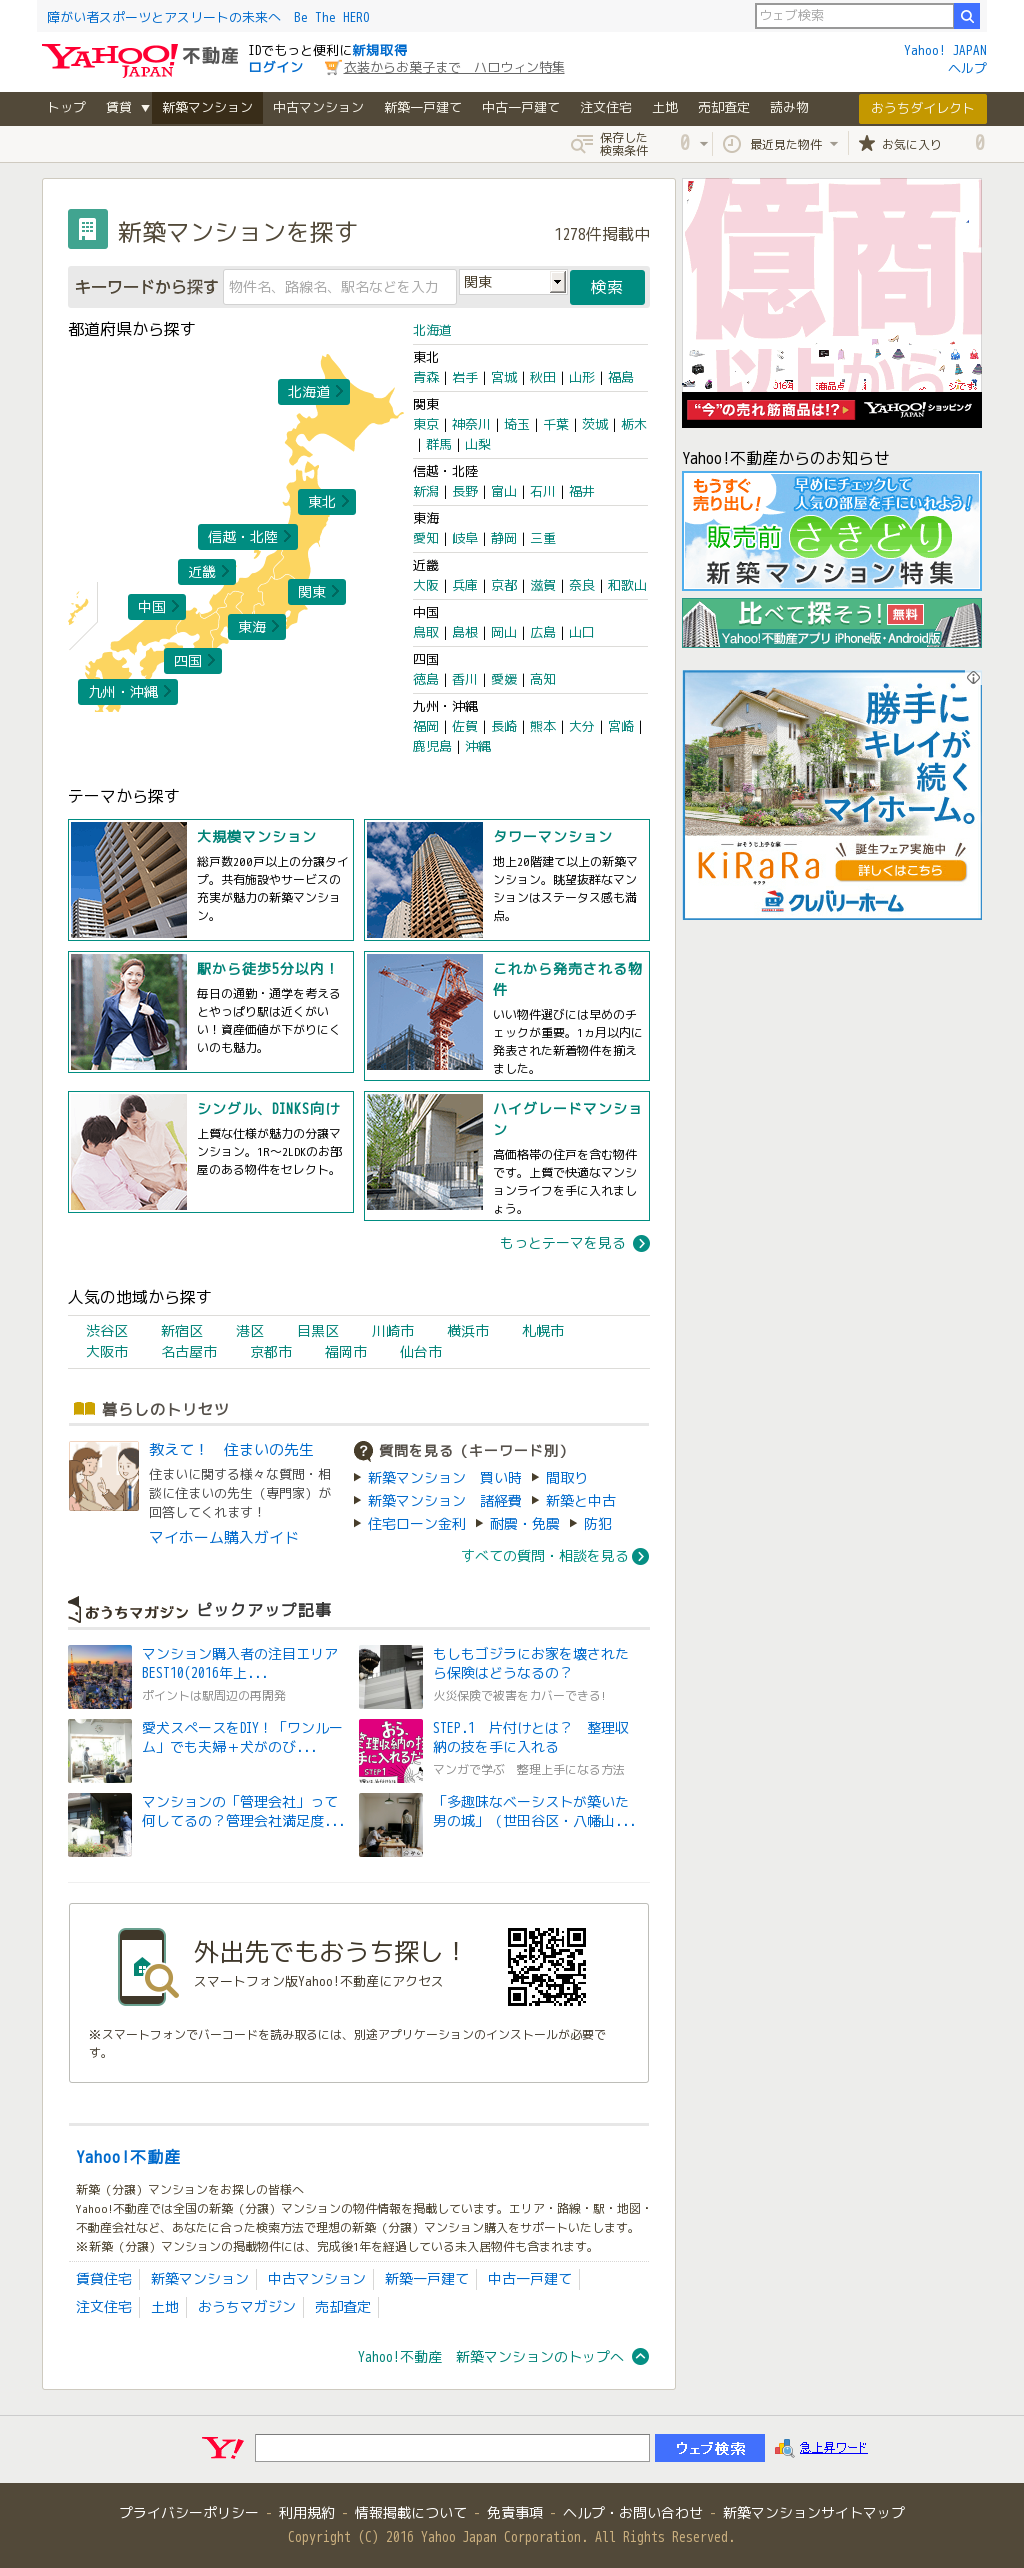 障がい者スポーツとアスリートの未来へ　Be The HERO
ウェブ検索
YAHOO! JAPAN 不動産
IDでもっと便利に新規取得
ログイン
衣装からお菓子まで　ハロウィン特集
Yahoo! JAPAN
ヘルプ
トップ 賃貸 ▼ 新築マンション 中古マンション 新築一戸建て 中古一戸建て 注文住宅 土地 売却査定 読み物 おうちダイレクト
保存した
検索条件
0
最近見た物件
お気に入り
0
新築マンションを探す
1278件掲載中
キーワードから探す
物件名、路線名、駅名などを入力
関東
検索
都道府県から探す
北海道
東北
信越・北陸
近畿
関東
中国
東海
四国
九州・沖縄
北海道
東北
青森 | 岩手 | 宮城 | 秋田 | 山形 | 福島
関東
東京 | 神奈川 | 埼玉 | 千葉 | 茨城 | 栃木
| 群馬 | 山梨
信越・北陸
新潟 | 長野 | 富山 | 石川 | 福井
東海
愛知 | 岐阜 | 静岡 | 三重
近畿
大阪 | 兵庫 | 京都 | 滋賀 | 奈良 | 和歌山
中国
鳥取 | 島根 | 岡山 | 広島 | 山口
四国
徳島 | 香川 | 愛媛 | 高知
九州・沖縄
福岡 | 佐賀 | 長崎 | 熊本 | 大分 | 宮崎 |
鹿児島 | 沖縄
テーマから探す
大規模マンション
総戸数200戸以上の分譲タイ
プ。共有施設やサービスの
充実が魅力の新築マンショ
ン。
タワーマンション
地上20階建て以上の新築マ
ンション。眺望抜群なマン
ションはステータス感も満
点。
駅から徒歩5分以内！
毎日の通勤・通学を考える
とやっぱり駅は近くがい
い！資産価値が下がりにく
いのも魅力。
これから発売される物
件
いい物件選びには早めのチ
ェックが重要。1ヵ月以内に
発表された新着物件を揃え
ました。
シングル、DINKS向け
上質な仕様が魅力の分譲マ
ンション。1R～2LDKのお部
屋のある物件をセレクト。
ハイグレードマンショ
ン
高価格帯の住戸を含む物件
です。上質で快適なマンシ
ョンライフを手に入れまし
ょう。
もっとテーマを見る
人気の地域から探す
渋谷区 新宿区 港区 目黒区 川崎市 横浜市 札幌市
大阪市 名古屋市 京都市 福岡市 仙台市
暮らしのトリセツ
教えて！　住まいの先生
住まいに関する様々な質問・相
談に住まいの先生（専門家）が
回答してくれます！
マイホーム購入ガイド
質問を見る（キーワード別）
新築マンション　買い時 間取り
新築マンション　諸経費 新築と中古
住宅ローン金利 耐震・免震 防犯
すべての質問・相談を見る
おうちマガジン ピックアップ記事
マンション購入者の注目エリア
BEST10(2016年上...
ポイントは駅周辺の再開発
もしもゴジラにお家を壊された
ら保険はどうなるの？
火災保険で被害をカバーできる!
愛犬スペースをDIY！「ワンルー
ム」でも夫婦＋犬がのび...
おう、
整理収納の技
手に入れるた
STEP1
STEP.1　片付けとは？　整理収
納の技を手に入れる
マンガで学ぶ　整理上手になる方法
マンションの「管理会社」って
何してるの？管理会社満足度...
「多趣味なベーシストが築いた
男の城」（世田谷区・八幡山...
外出先でもおうち探し！
スマートフォン版Yahoo!不動産にアクセス
※スマートフォンでバーコードを読み取るには、別途アプリケーションのインストールが必要で
す。
Yahoo!不動産
新築（分譲）マンションをお探しの皆様へ
Yahoo!不動産では全国の新築（分譲）マンションの物件情報を掲載しています。エリア・路線・駅・地図・
不動産会社など、あなたに合った検索方法で理想の新築（分譲）マンション購入をサポートいたします。
※新築（分譲）マンションの掲載物件には、完成後1年を経過している未入居物件も含まれます。
賃貸住宅 新築マンション 中古マンション 新築一戸建て 中古一戸建て
注文住宅 土地 おうちマガジン 売却査定
Yahoo!不動産　新築マンションのトップへ
億商
以上から
“今”の売れ筋商品は!?
YAHOO! ショッピング JAPAN
Yahoo!不動産からのお知らせ
もうすぐ
売り出し！
早めにチェックして
人気の部屋を手にいれよう！
販売前 さきどり
新築マンション特集
比べて探そう! 無料
Yahoo!不動産アプリ iPhone版・Android版
勝手に
キレイが
続く
マイホーム。
おそうじ上手な家
KiRaRa
キララ
誕生フェア実施中
詳しくはこちら
クレバリーホーム
Y!
ウェブ検索
急上昇ワード
プライバシーポリシー - 利用規約 - 情報掲載について - 免責事項 - ヘルプ・お問い合わせ - 新築マンションサイトマップ
Copyright (C) 2016 Yahoo Japan Corporation. All Rights Reserved.